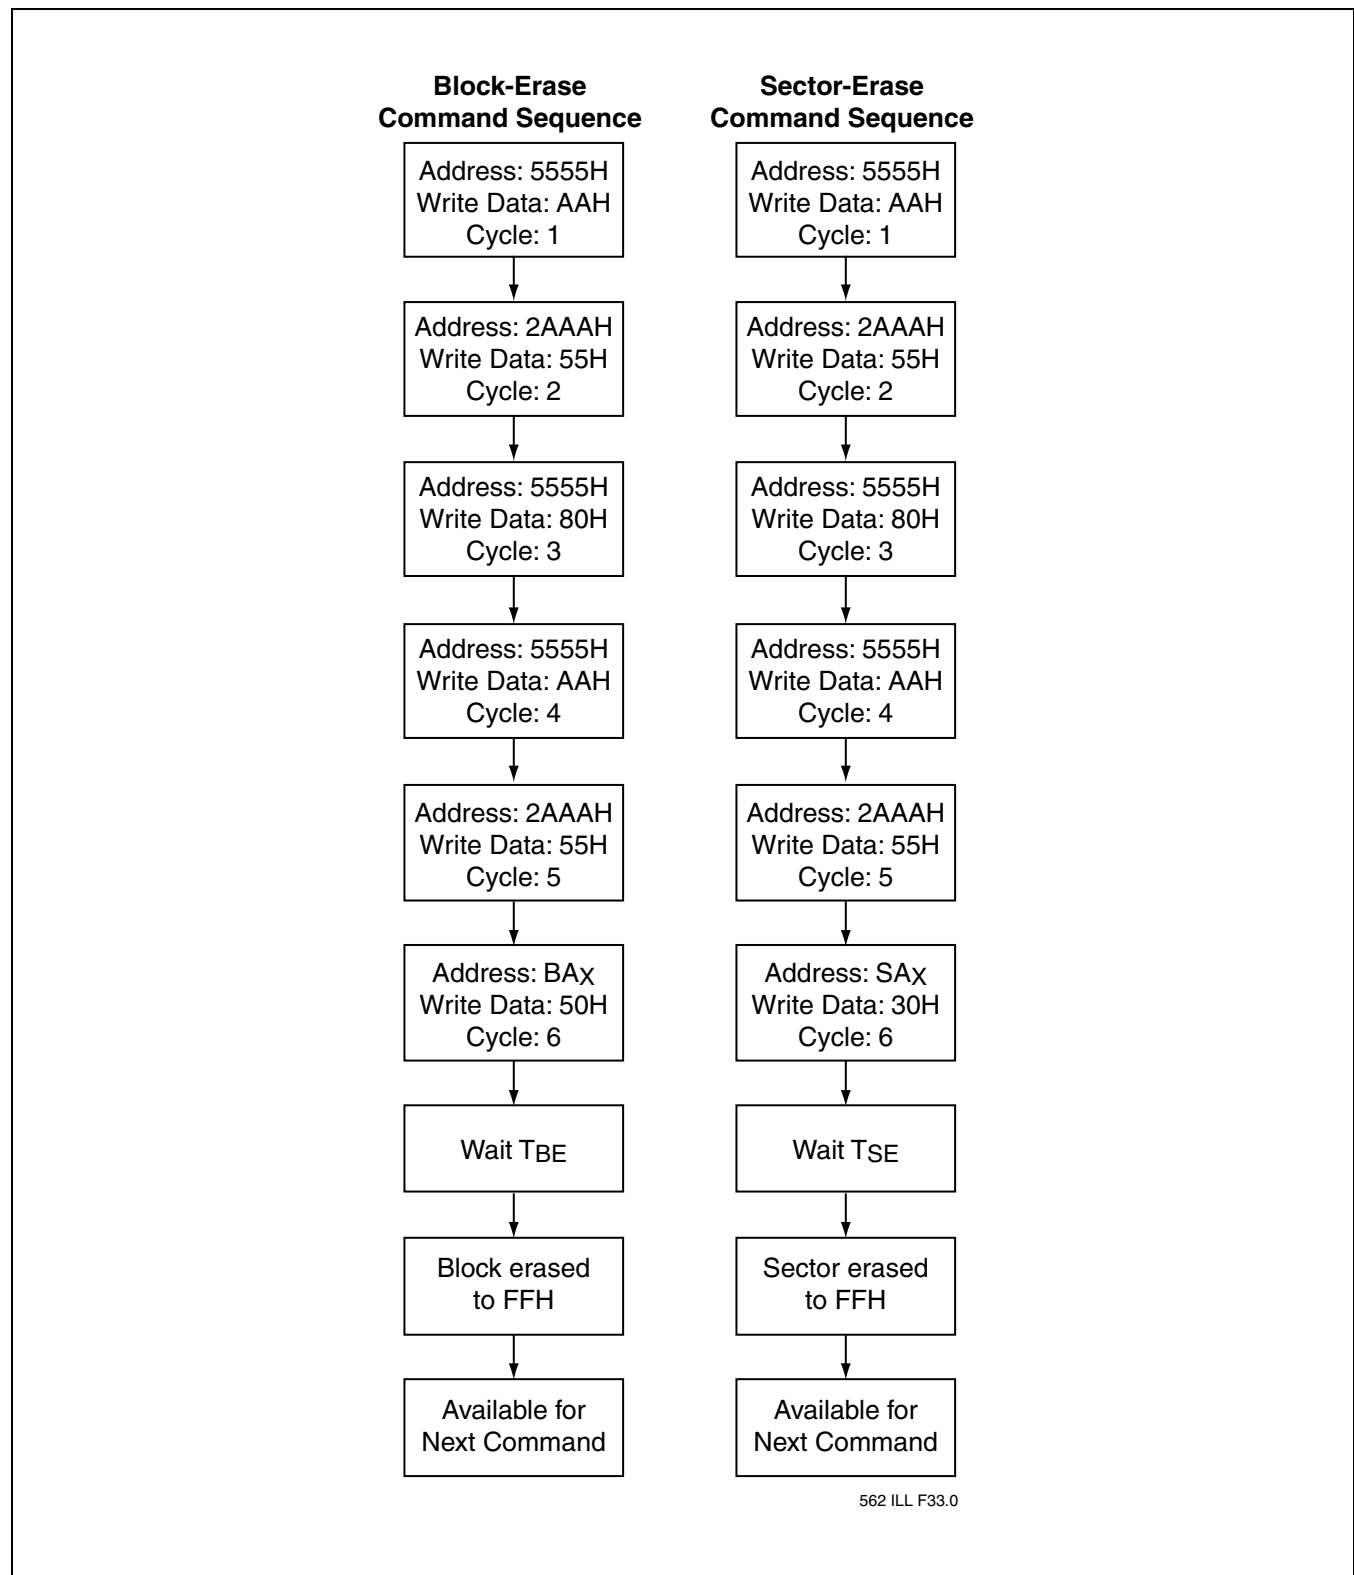 Block-Erase
Command Sequence
Address: 5555H
Write Data: AAH
Cycle: 1
Address: 2AAAH
Write Data: 55H
Cycle: 2
Address: 5555H
Write Data: 80H
Cycle: 3
Address: 5555H
Write Data: AAH
Cycle: 4
Address: 2AAAH
Write Data: 55H
Cycle: 5
Address: BAX
Write Data: 50H
Cycle: 6
Wait TBE
Block erased
to FFH
Available for
Next Command
Sector-Erase
Command Sequence
Address: 5555H
Write Data: AAH
Cycle: 1
Address: 2AAAH
Write Data: 55H
Cycle: 2
Address: 5555H
Write Data: 80H
Cycle: 3
Address: 5555H
Write Data: AAH
Cycle: 4
Address: 2AAAH
Write Data: 55H
Cycle: 5
Address: SAX
Write Data: 30H
Cycle: 6
Wait TSE
Sector erased
to FFH
Available for
Next Command
562 ILL F33.0